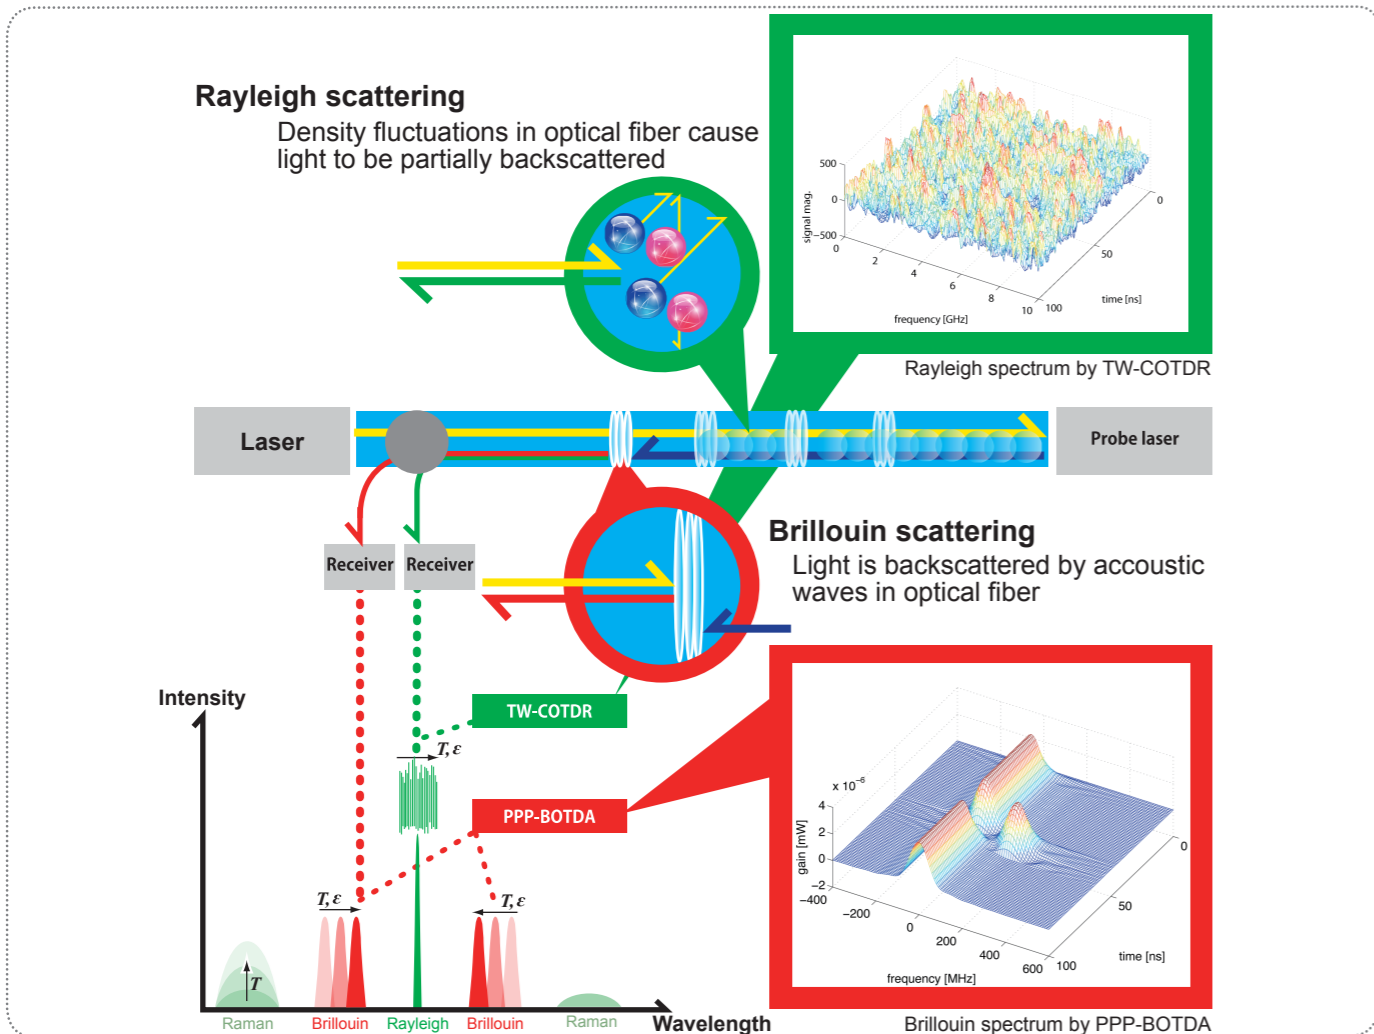 Rayleigh scattering
Density fluctuations in optical fiber cause
light to be partially backscattered
500
0
−500
signal mag.
0
2
4
6
8
10
frequency [GHz]
0
50
100
time [ns]
Rayleigh spectrum by TW-COTDR
Laser
Probe laser
Receiver
Receiver
Brillouin scattering
Light is backscattered by accoustic
waves in optical fiber
Intensity
TW-COTDR
T, ε
PPP-BOTDA
T, ε
T, ε
T
Raman
Brillouin
Rayleigh
Brillouin
Raman
Wavelength
x 10⁻⁶
4
2
0
−2
gain [mW]
−400
−200
0
200
400
600
frequency [MHz]
0
50
100
time [ns]
Brillouin spectrum by PPP-BOTDA